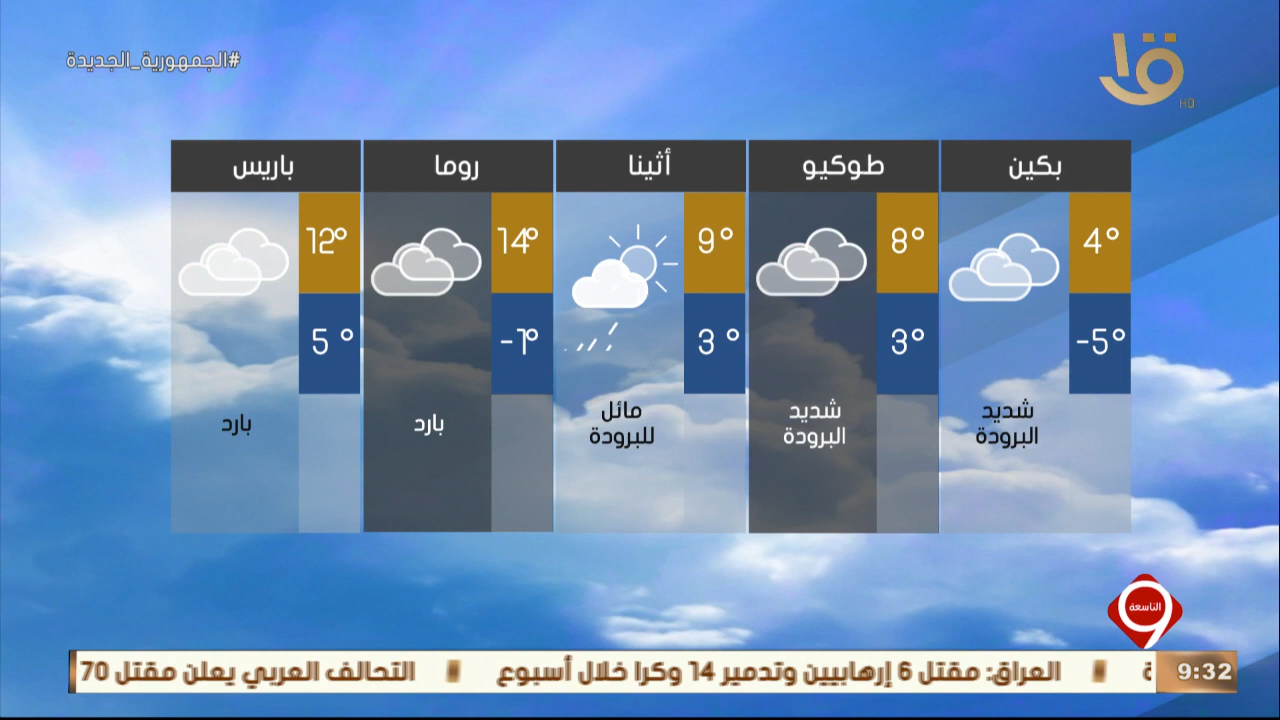 #الجمهورية_الجديدة
HD
بكين
4°
-5°
شديد
البرودة
طوكيو
8°
3°
شديد
البرودة
أثينا
9°
3°
مائل
للبرودة
روما
14°
-1°
بارد
باريس
12°
5°
بارد
التاسعة
9
9:32
العراق: مقتل 6 إرهابيين وتدمير 14 وكرا خلال أسبوع
التحالف العربي يعلن مقتل 70